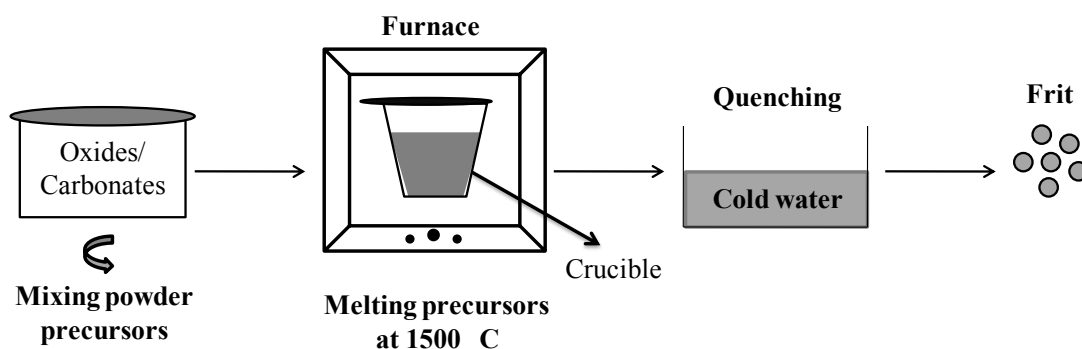 Furnace
Quenching
Frit
Oxides/
Carbonates
Cold water
Crucible
Mixing powder
precursors
Melting precursors
at 1500 C